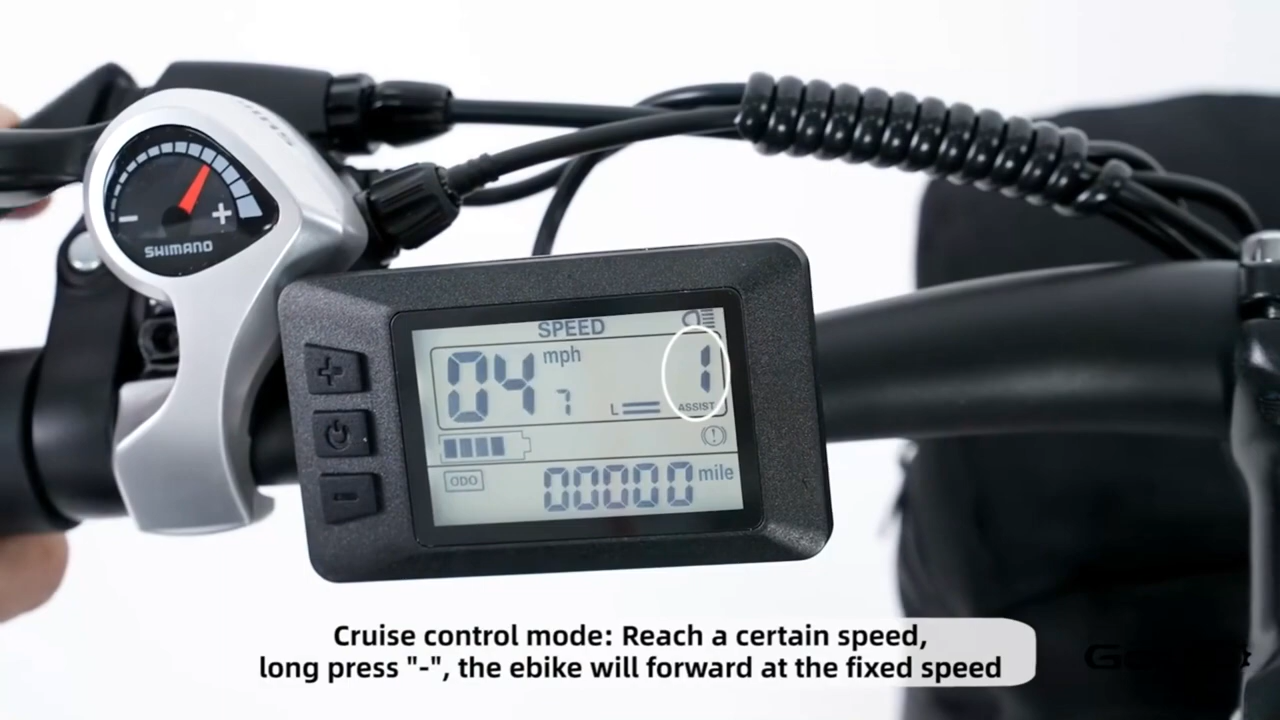 SHIMANO
SPEED
04 mph 7
1
L
ASSIST
ODO
00000 mile
Cruise control mode: Reach a certain speed,
long press "-", the ebike will forward at the fixed speed